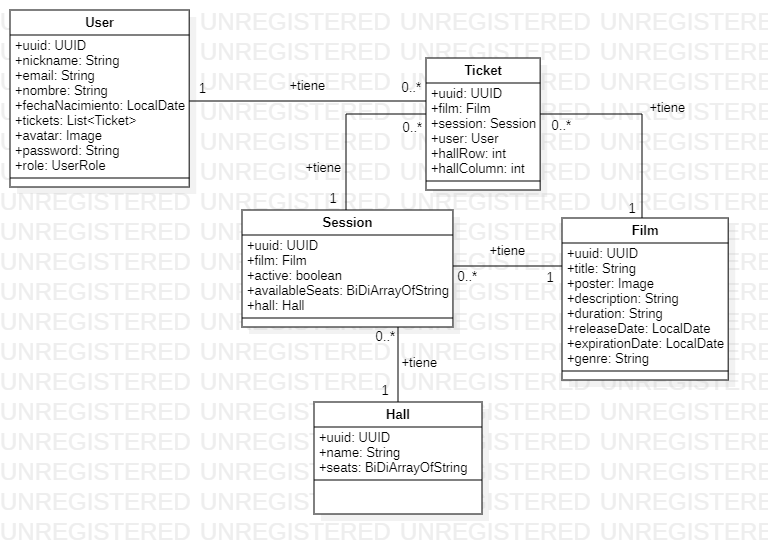 User
+uuid: UUID
+nickname: String
+email: String
+nombre: String
+fechaNacimiento: LocalDate
+tickets: List<Ticket>
+avatar: Image
+password: String
+role: UserRole
1
+tiene
0..*
Ticket
+uuid: UUID
+film: Film
+session: Session
+user: User
+hallRow: int
+hallColumn: int
0..*
+tiene
1
0..*
+tiene
1
Session
+uuid: UUID
+film: Film
+active: boolean
+availableSeats: BiDiArrayOfString
+hall: Hall
+tiene
0..*
1
Film
+uuid: UUID
+title: String
+poster: Image
+description: String
+duration: String
+releaseDate: LocalDate
+expirationDate: LocalDate
+genre: String
0..*
+tiene
1
Hall
+uuid: UUID
+name: String
+seats: BiDiArrayOfString
UNREGISTERED UNREGISTERED UNREGISTERED UNREGISTERED